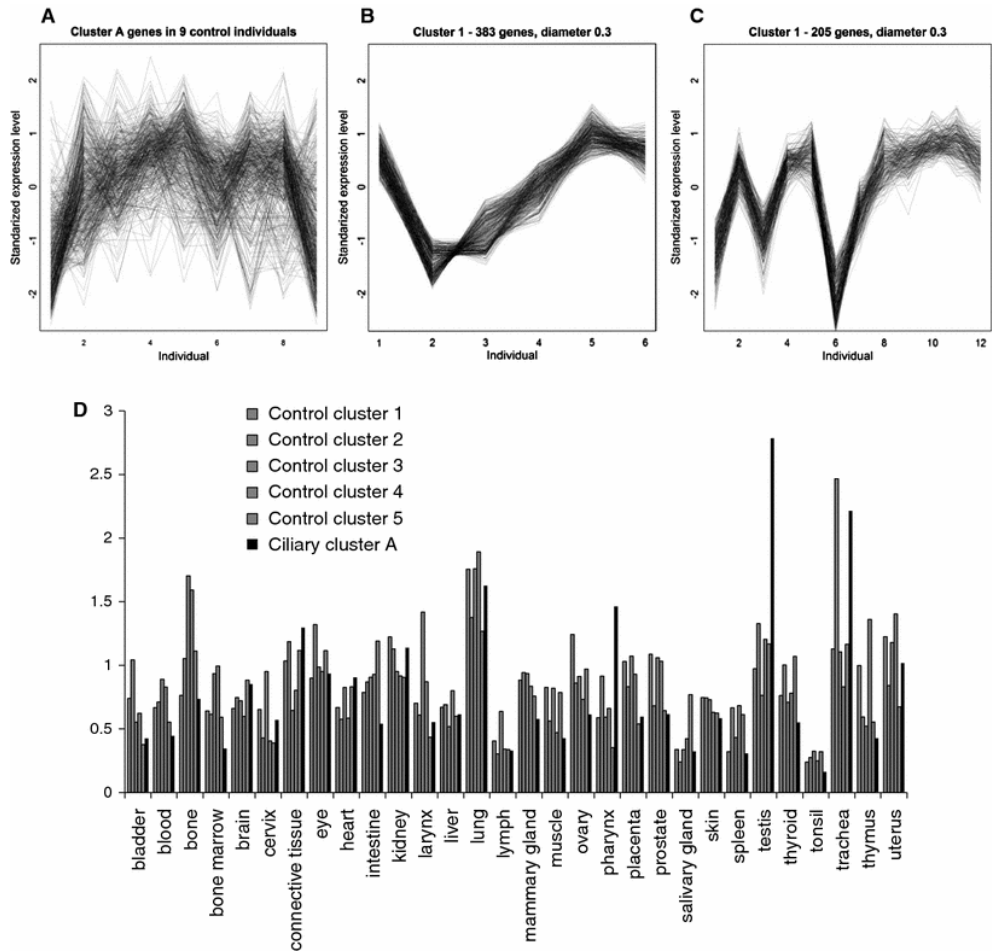 A
Cluster A genes in 9 control individuals
Standarized expression level
2
1
0
-1
-2
2 4 6 8
Individual
B
Cluster 1 - 383 genes, diameter 0.3
Standarized expression level
2
1
0
-1
-2
1 2 3 4 5 6
Individual
C
Cluster 1 - 205 genes, diameter 0.3
Standarized expression level
2
1
0
-1
-2
2 4 6 8 10 12
Individual
D
3
2.5
2
1.5
1
0.5
0
Control cluster 1
Control cluster 2
Control cluster 3
Control cluster 4
Control cluster 5
Ciliary cluster A
bladder
blood
bone
bone marrow
brain
cervix
connective tissue
eye
heart
intestine
kidney
larynx
liver
lung
lymph
mammary gland
muscle
ovary
pharynx
placenta
prostate
salivary gland
skin
spleen
testis
thyroid
tonsil
trachea
thymus
uterus